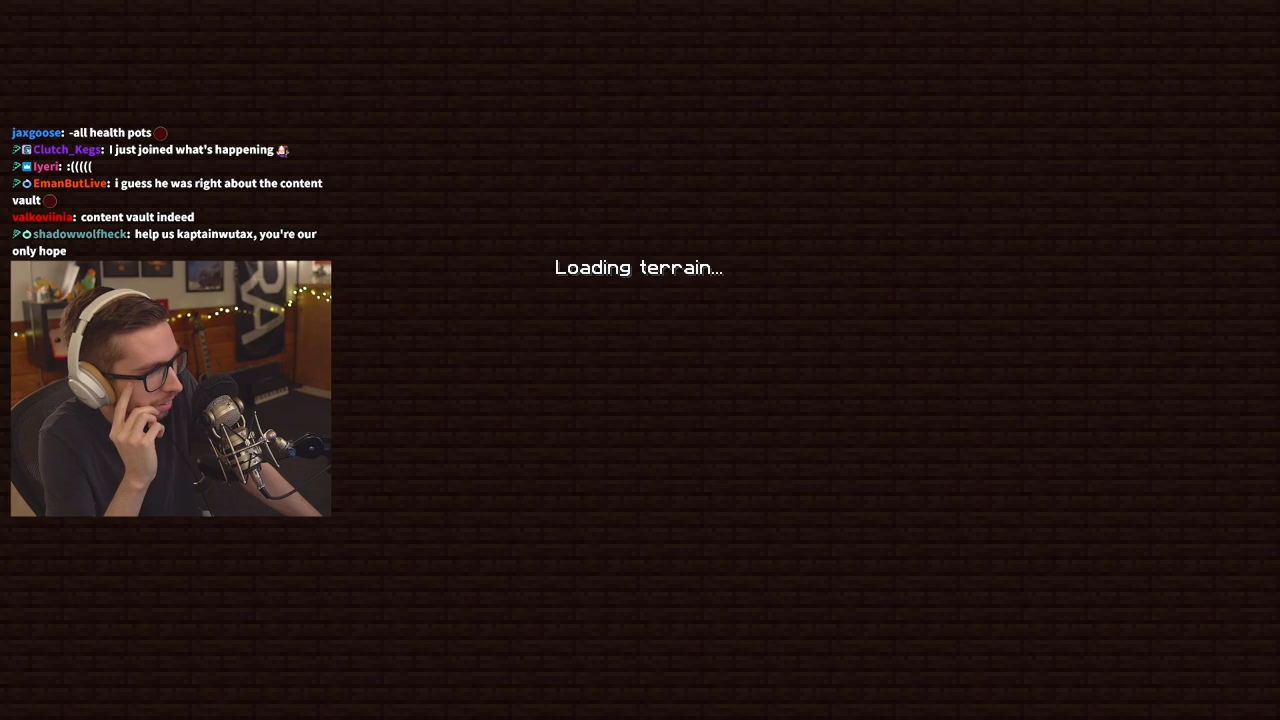 jaxgoose: -all health pots
Clutch_Kegs: I just joined what's happening
lyeri: :(((((
EmanButLive: i guess he was right about the content
vault
valkoviinia: content vault indeed
shadowwolfheck: help us kaptainwutax, you're our
only hope
Loading terrain...
RA